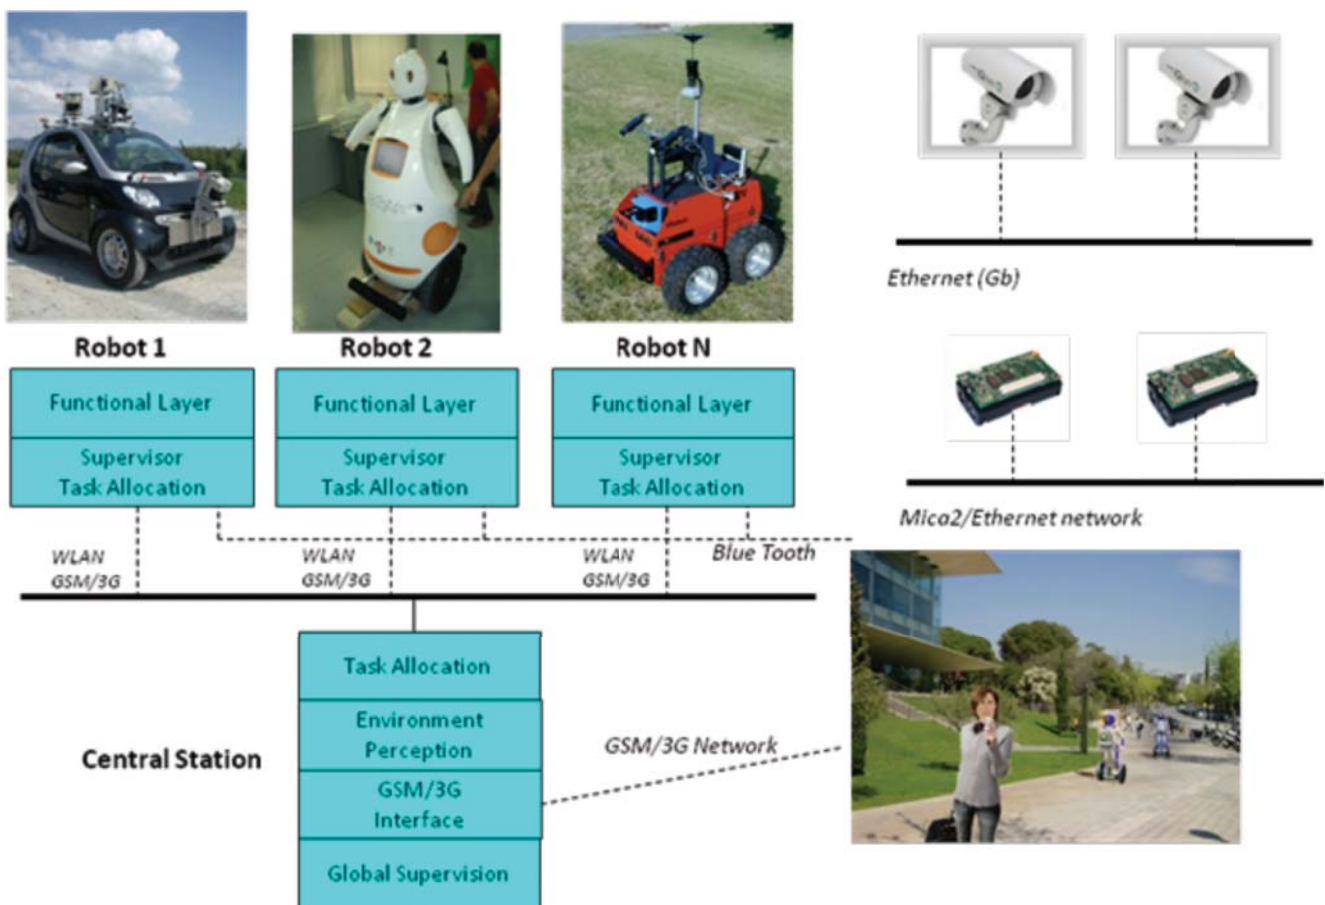 Ethernet (Gb)
Robot 1
Robot 2
Robot N
Functional Layer
Functional Layer
Functional Layer
Supervisor
Task Allocation
Supervisor
Task Allocation
Supervisor
Task Allocation
Mica2/Ethernet network
WLAN
GSM/3G
WLAN
GSM/3G
WLAN
GSM/3G
Blue Tooth
Central Station
Task Allocation
Environment
Perception
GSM/3G
Interface
Global Supervision
GSM/3G Network